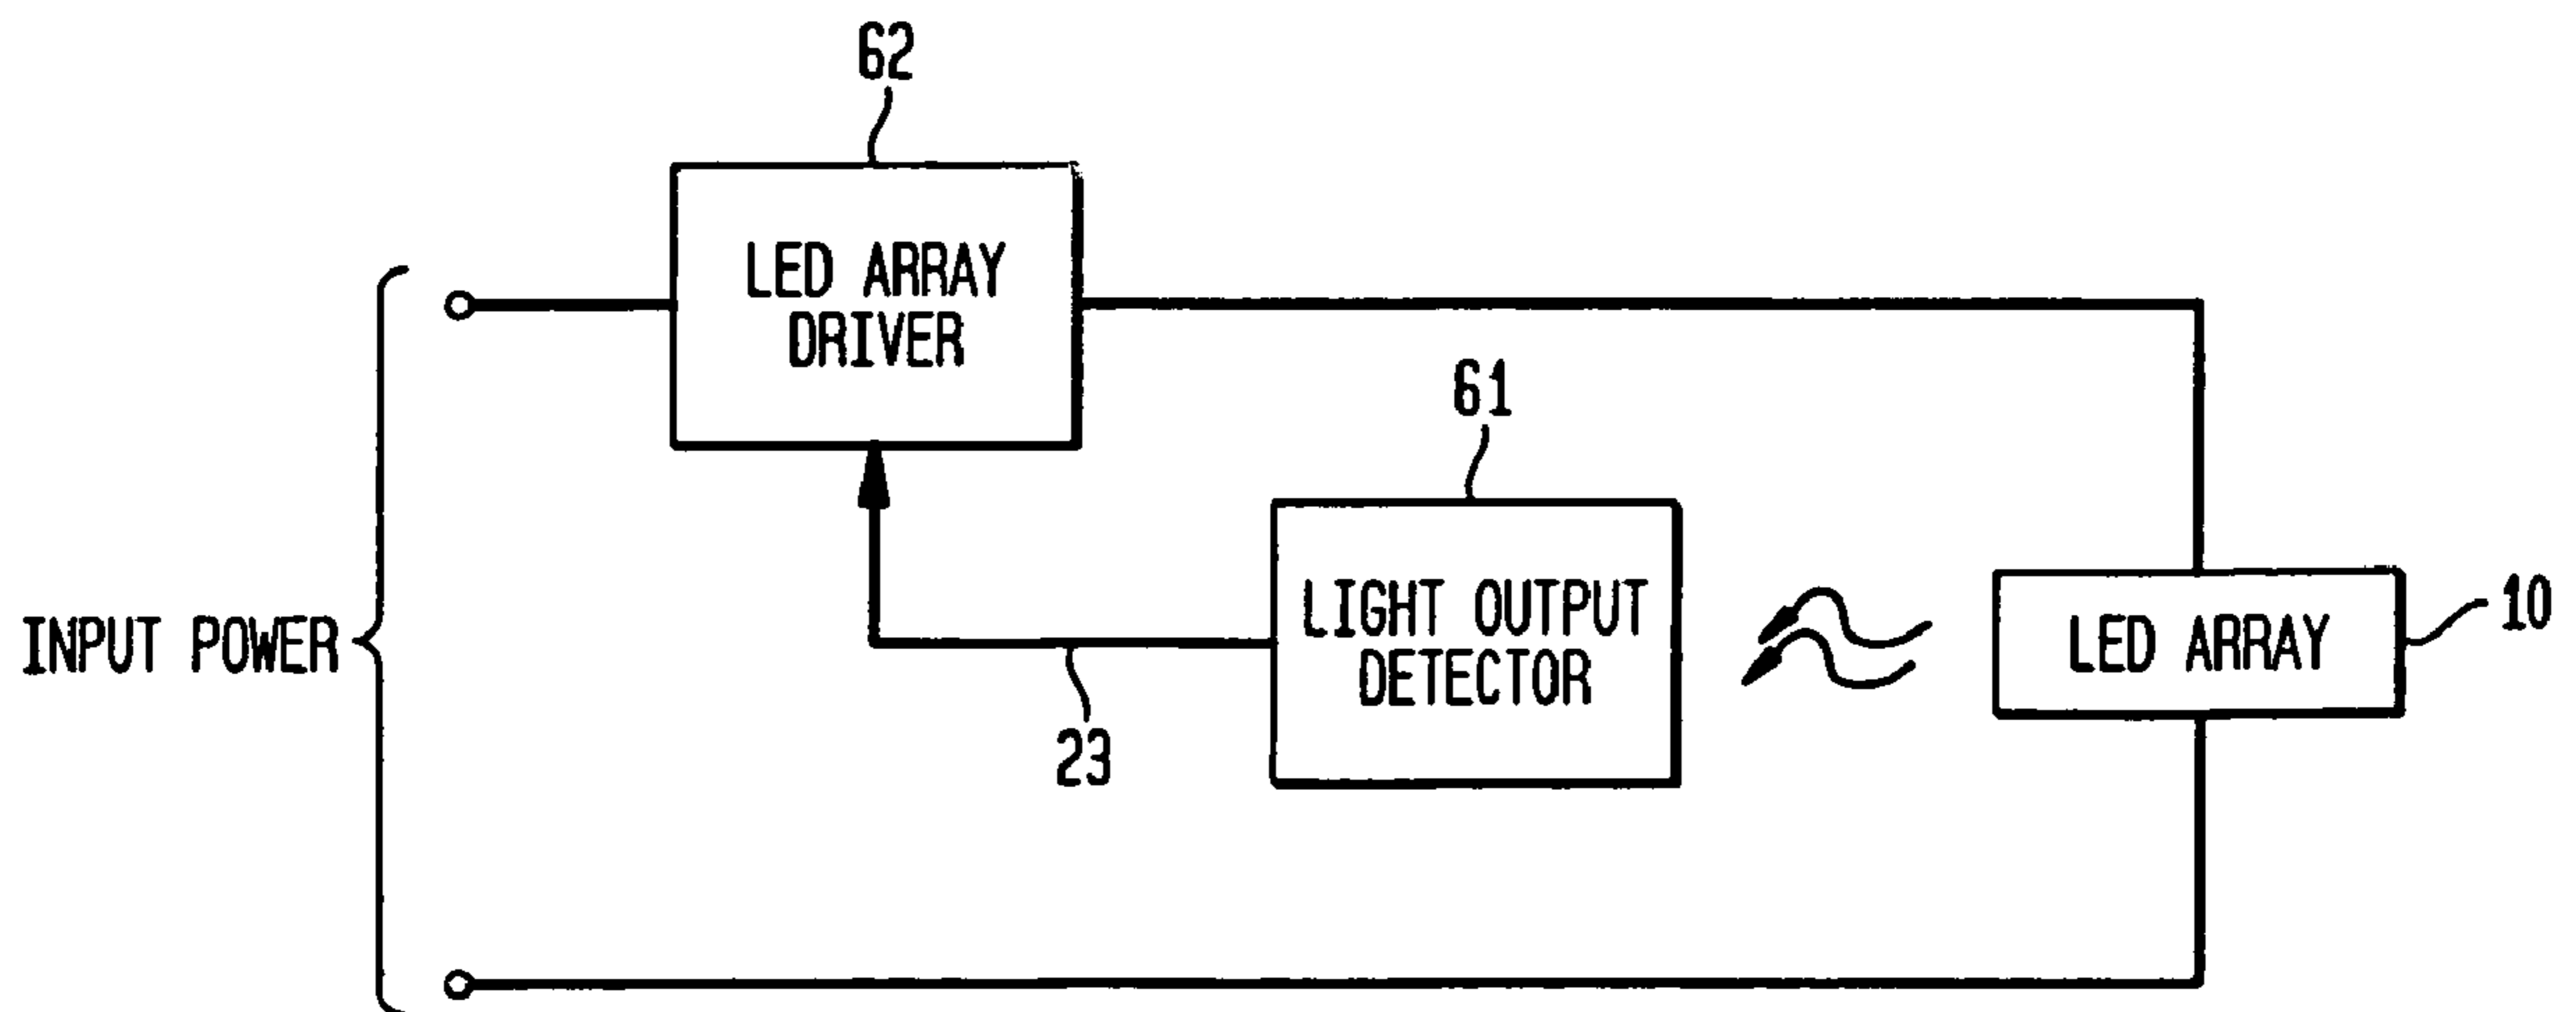 62
LED ARRAY
DRIVER
61
LIGHT OUTPUT
DETECTOR
10
LED ARRAY
INPUT POWER
23